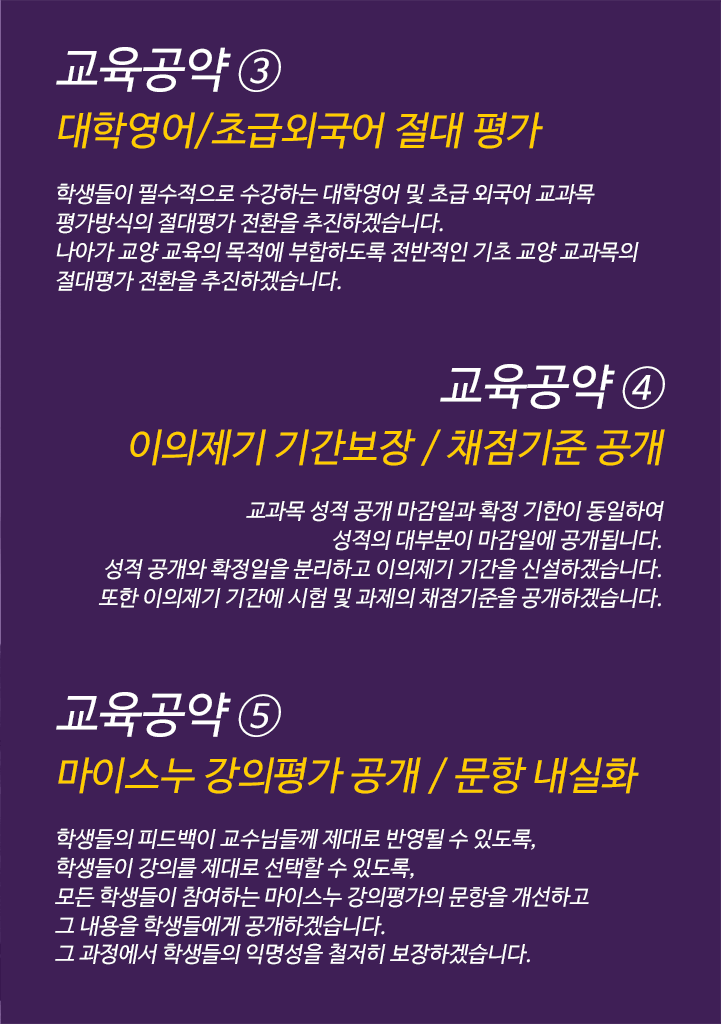 교육공약 ③
대학영어/초급외국어 절대 평가
학생들이 필수적으로 수강하는 대학영어 및 초급 외국어 교과목
평가방식의 절대평가 전환을 추진하겠습니다.
나아가 교양 교육의 목적에 부합하도록 전반적인 기초 교양 교과목의
절대평가 전환을 추진하겠습니다.
교육공약 ④
이의제기 기간보장 / 채점기준 공개
교과목 성적 공개 마감일과 확정 기한이 동일하여
성적의 대부분이 마감일에 공개됩니다.
성적 공개와 확정일을 분리하고 이의제기 기간을 신설하겠습니다.
또한 이의제기 기간에 시험 및 과제의 채점기준을 공개하겠습니다.
교육공약 ⑤
마이스누 강의평가 공개 / 문항 내실화
학생들의 피드백이 교수님들께 제대로 반영될 수 있도록,
학생들이 강의를 제대로 선택할 수 있도록,
모든 학생들이 참여하는 마이스누 강의평가의 문항을 개선하고
그 내용을 학생들에게 공개하겠습니다.
그 과정에서 학생들의 익명성을 철저히 보장하겠습니다.